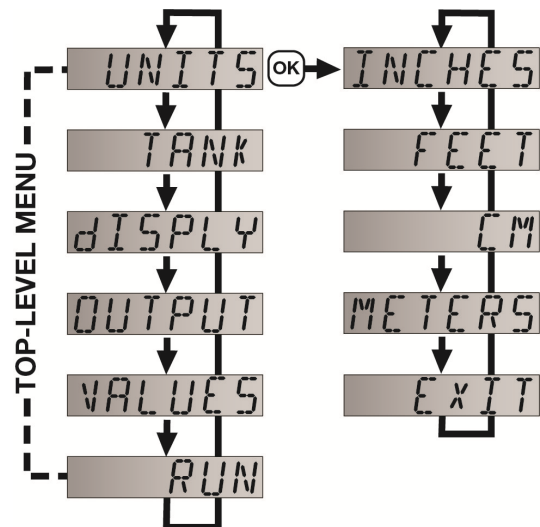 TOP-LEVEL MENU
UNITS
OK
TANK
dISPLY
OUTPUT
VALUES
RUN
INCHES
FEET
CM
METERS
ExIT